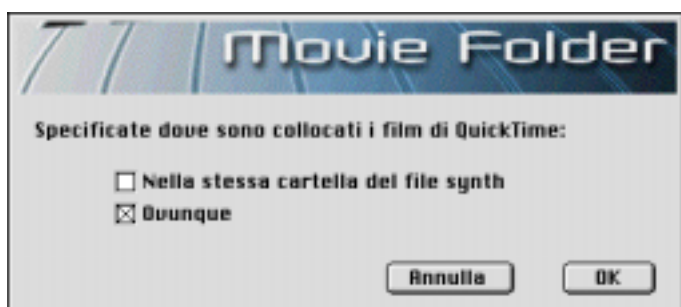 Movie Folder
Specificate dove sono collocati i film di QuickTime:
Nella stessa cartella del file synth
Ovunque
Annulla
OK